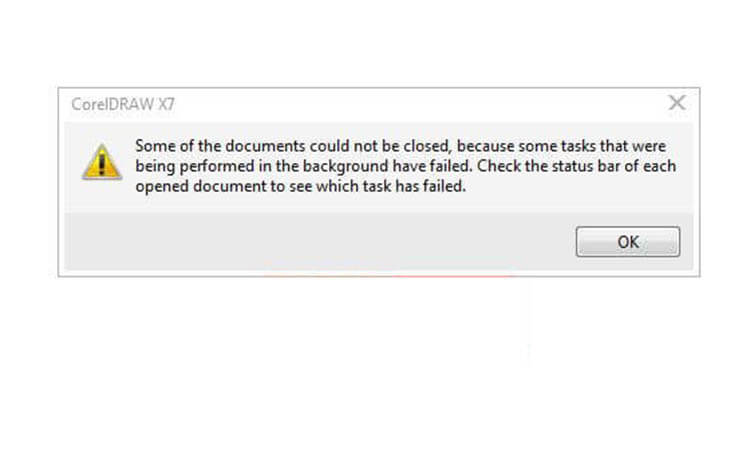 CorelDRAW X7
Some of the documents could not be closed, because some tasks that were
being performed in the background have failed. Check the status bar of each
opened document to see which task has failed.
OK